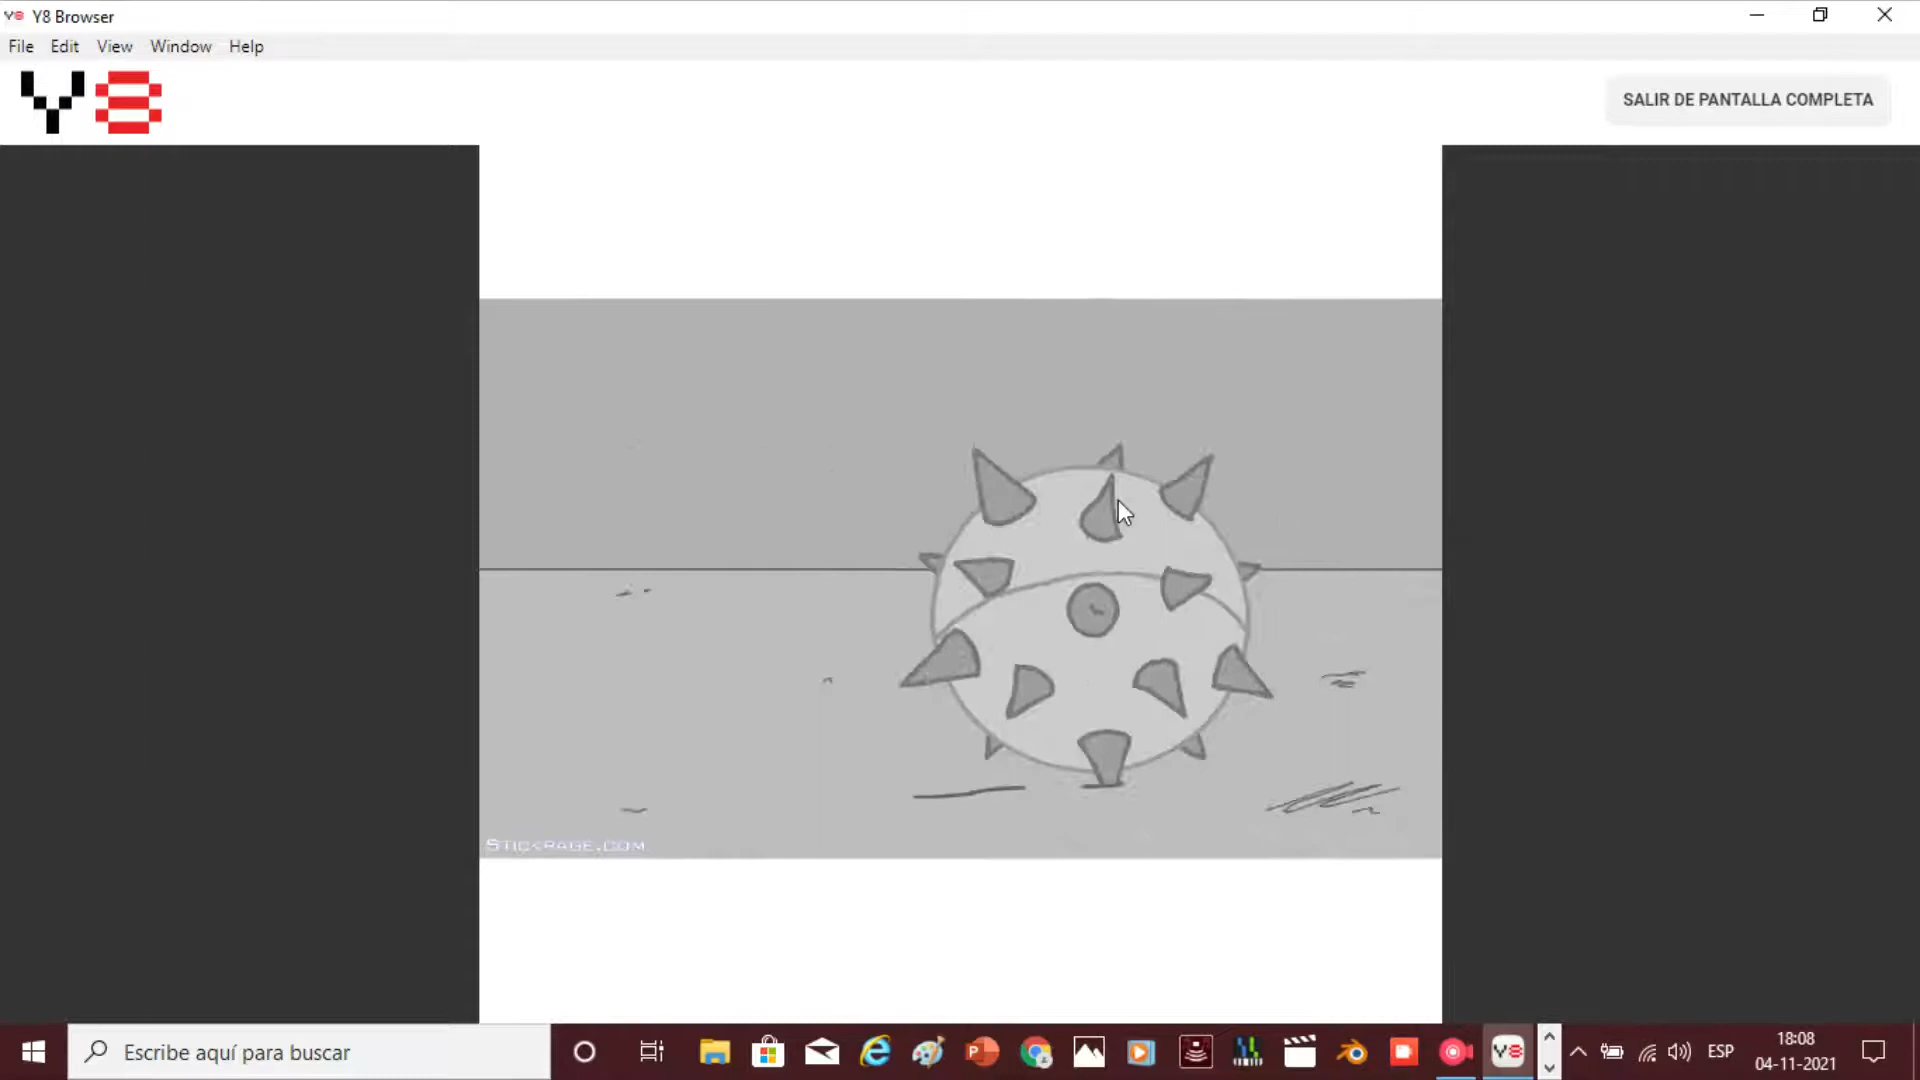 Y8 Browser
File Edit View Window Help
Y8
SALIR DE PANTALLA COMPLETA
STICKPAGE.COM
Escribe aquí para buscar
ESP
18:08
04-11-2021